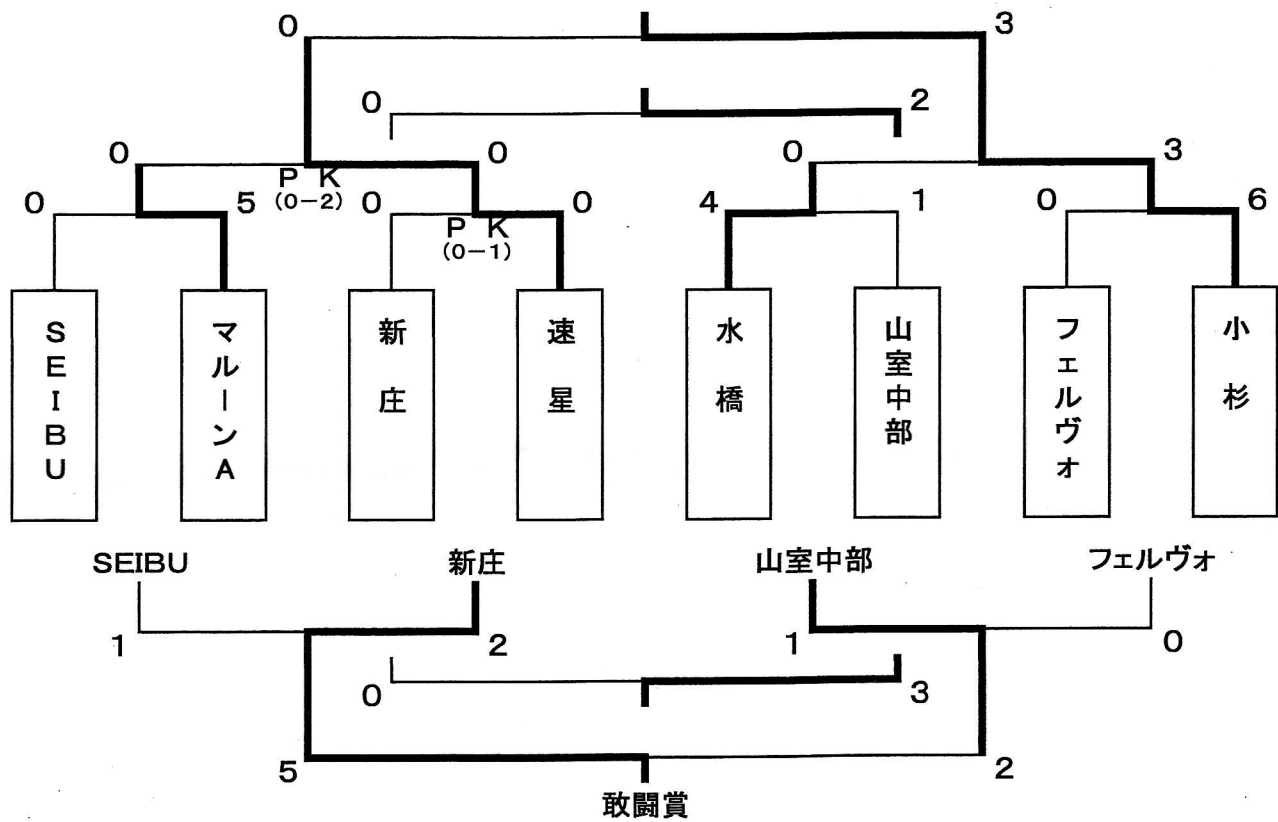 0 3
0 2
0 0 0 3
PK
(0-2)
0 5 0 0 4 1 0 6
PK
(0-1)
SEIBU
マルーンA
新庄
速星
水橋
山室中部
フェルヴォ
小杉
SEIBU 新庄 山室中部 フェルヴォ
1 2 1 0
0 3
5 2
敢闘賞